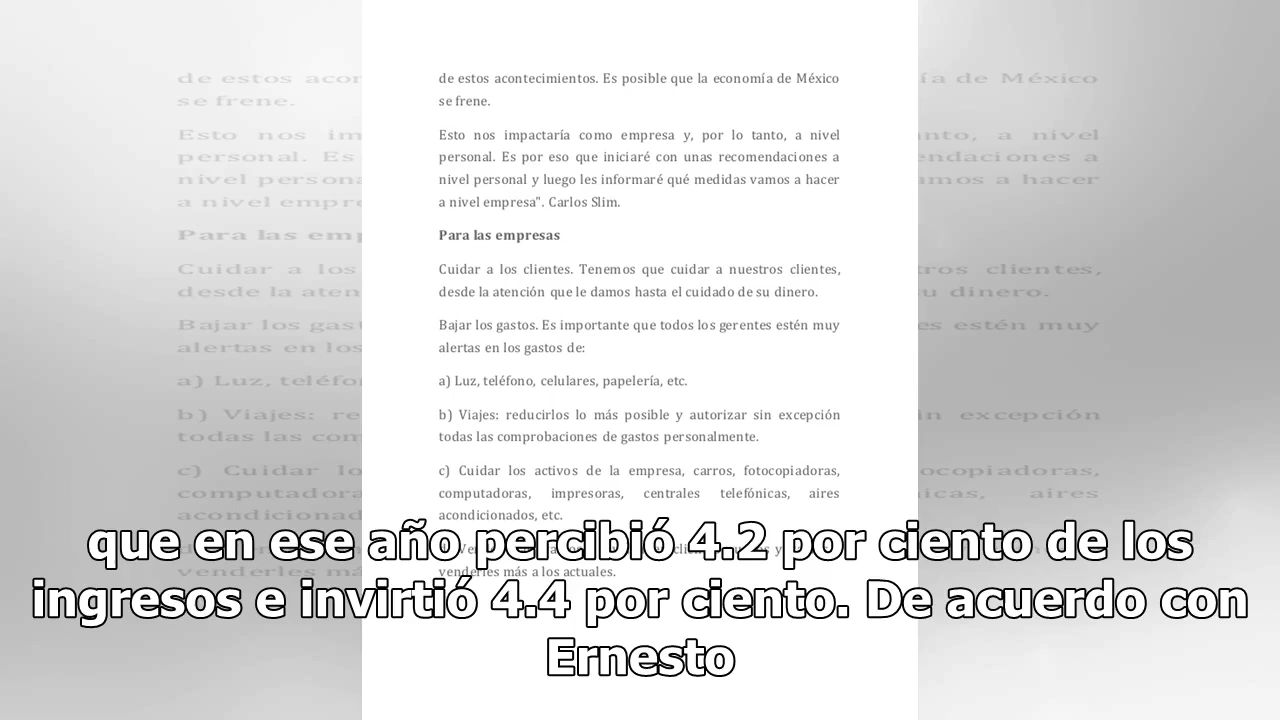 de estos acontecimientos. Es posible que la economía de México
se frene.
Esto nos impactaría como empresa y, por lo tanto, a nivel
personal. Es por eso que iniciaré con unas recomendaciones a
nivel personal y luego les informaré qué medidas vamos a hacer
a nivel empresa". Carlos Slim.
Para las empresas
Cuidar a los clientes. Tenemos que cuidar a nuestros clientes,
desde la atención que le damos hasta el cuidado de su dinero.
Bajar los gastos. Es importante que todos los gerentes estén muy
alertas en los gastos de:
a) Luz, teléfono, celulares, papelería, etc.
b) Viajes: reducirlos lo más posible y autorizar sin excepción
todas las comprobaciones de gastos personalmente.
c) Cuidar los activos de la empresa, carros, fotocopiadoras,
computadoras, impresoras, centrales telefónicas, aires
acondicionados, etc.
venderles más a los actuales.
que en ese año percibió 4.2 por ciento de los
ingresos e invirtió 4.4 por ciento. De acuerdo con
Ernesto